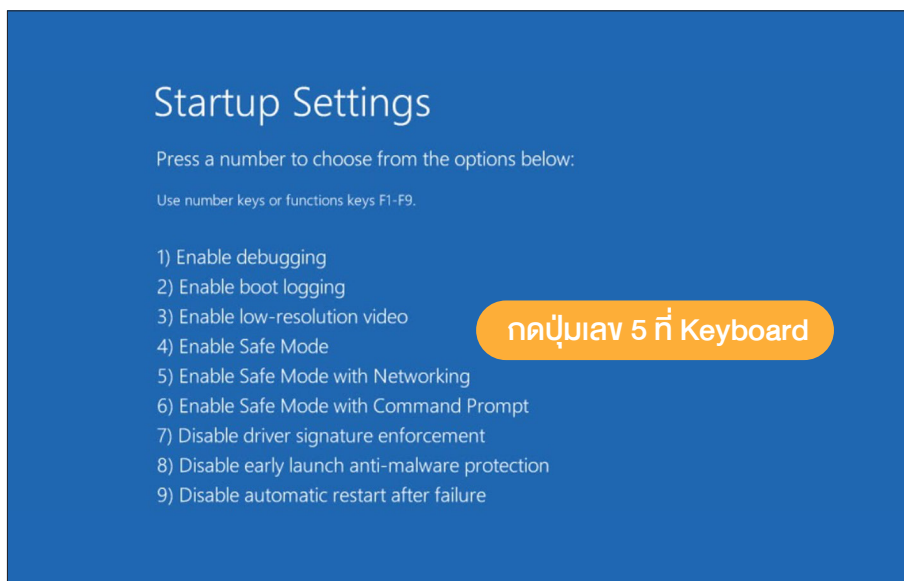 Startup Settings
Press a number to choose from the options below:
Use number keys or functions keys F1-F9.
1) Enable debugging
2) Enable boot logging
3) Enable low-resolution video
กดปุ่มเลข 5 ที่ Keyboard
4) Enable Safe Mode
5) Enable Safe Mode with Networking
6) Enable Safe Mode with Command Prompt
7) Disable driver signature enforcement
8) Disable early launch anti-malware protection
9) Disable automatic restart after failure